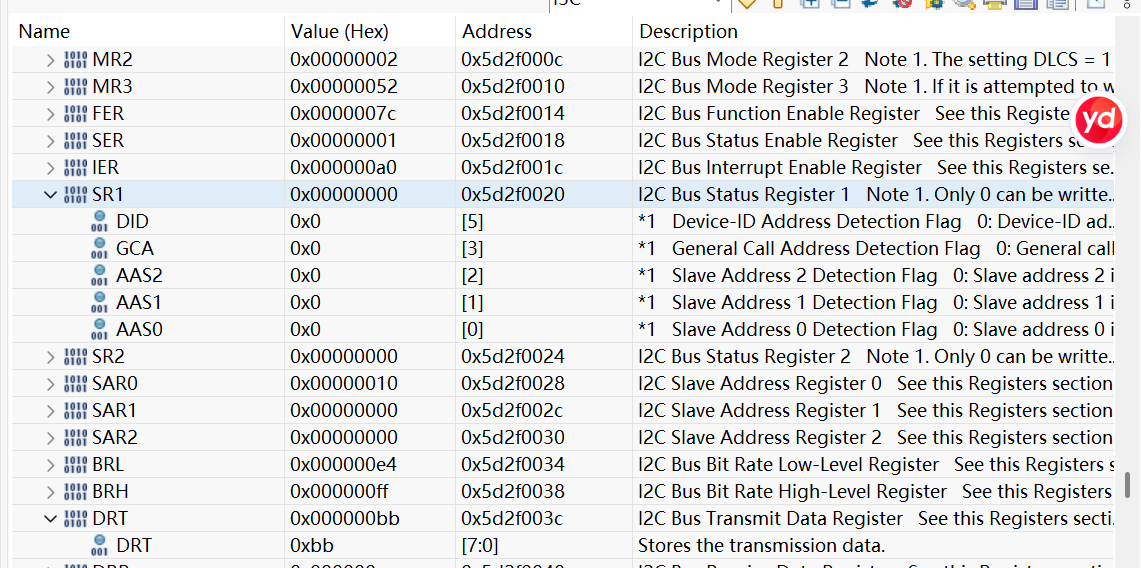 Name Value (Hex) Address Description
MR2 0x00000002 0x5d2f000c I2C Bus Mode Register 2 Note 1. The setting DLCS = 1
MR3 0x00000052 0x5d2f0010 I2C Bus Mode Register 3 Note 1. If it is attempted to w
FER 0x0000007c 0x5d2f0014 I2C Bus Function Enable Register See this Registe
yd
SER 0x00000001 0x5d2f0018 I2C Bus Status Enable Register See this Registers
IER 0x000000a0 0x5d2f001c I2C Bus Interrupt Enable Register See this Registers se...
SR1 0x00000000 0x5d2f0020 I2C Bus Status Register 1 Note 1. Only 0 can be writte...
DID 0x0 [5] *1 Device-ID Address Detection Flag 0: Device-ID ad...
GCA 0x0 [3] *1 General Call Address Detection Flag 0: General call
AAS2 0x0 [2] *1 Slave Address 2 Detection Flag 0: Slave address 2 i
AAS1 0x0 [1] *1 Slave Address 1 Detection Flag 0: Slave address 1 i
AAS0 0x0 [0] *1 Slave Address 0 Detection Flag 0: Slave address 0 i
SR2 0x00000000 0x5d2f0024 I2C Bus Status Register 2 Note 1. Only 0 can be writte...
SAR0 0x00000010 0x5d2f0028 I2C Slave Address Register 0 See this Registers section
SAR1 0x00000000 0x5d2f002c I2C Slave Address Register 1 See this Registers section
SAR2 0x00000000 0x5d2f0030 I2C Slave Address Register 2 See this Registers section
BRL 0x000000e4 0x5d2f0034 I2C Bus Bit Rate Low-Level Register See this Registers s
BRH 0x000000ff 0x5d2f0038 I2C Bus Bit Rate High-Level Register See this Registers
DRT 0x000000bb 0x5d2f003c I2C Bus Transmit Data Register See this Registers secti...
DRT 0xbb [7:0] Stores the transmission data.